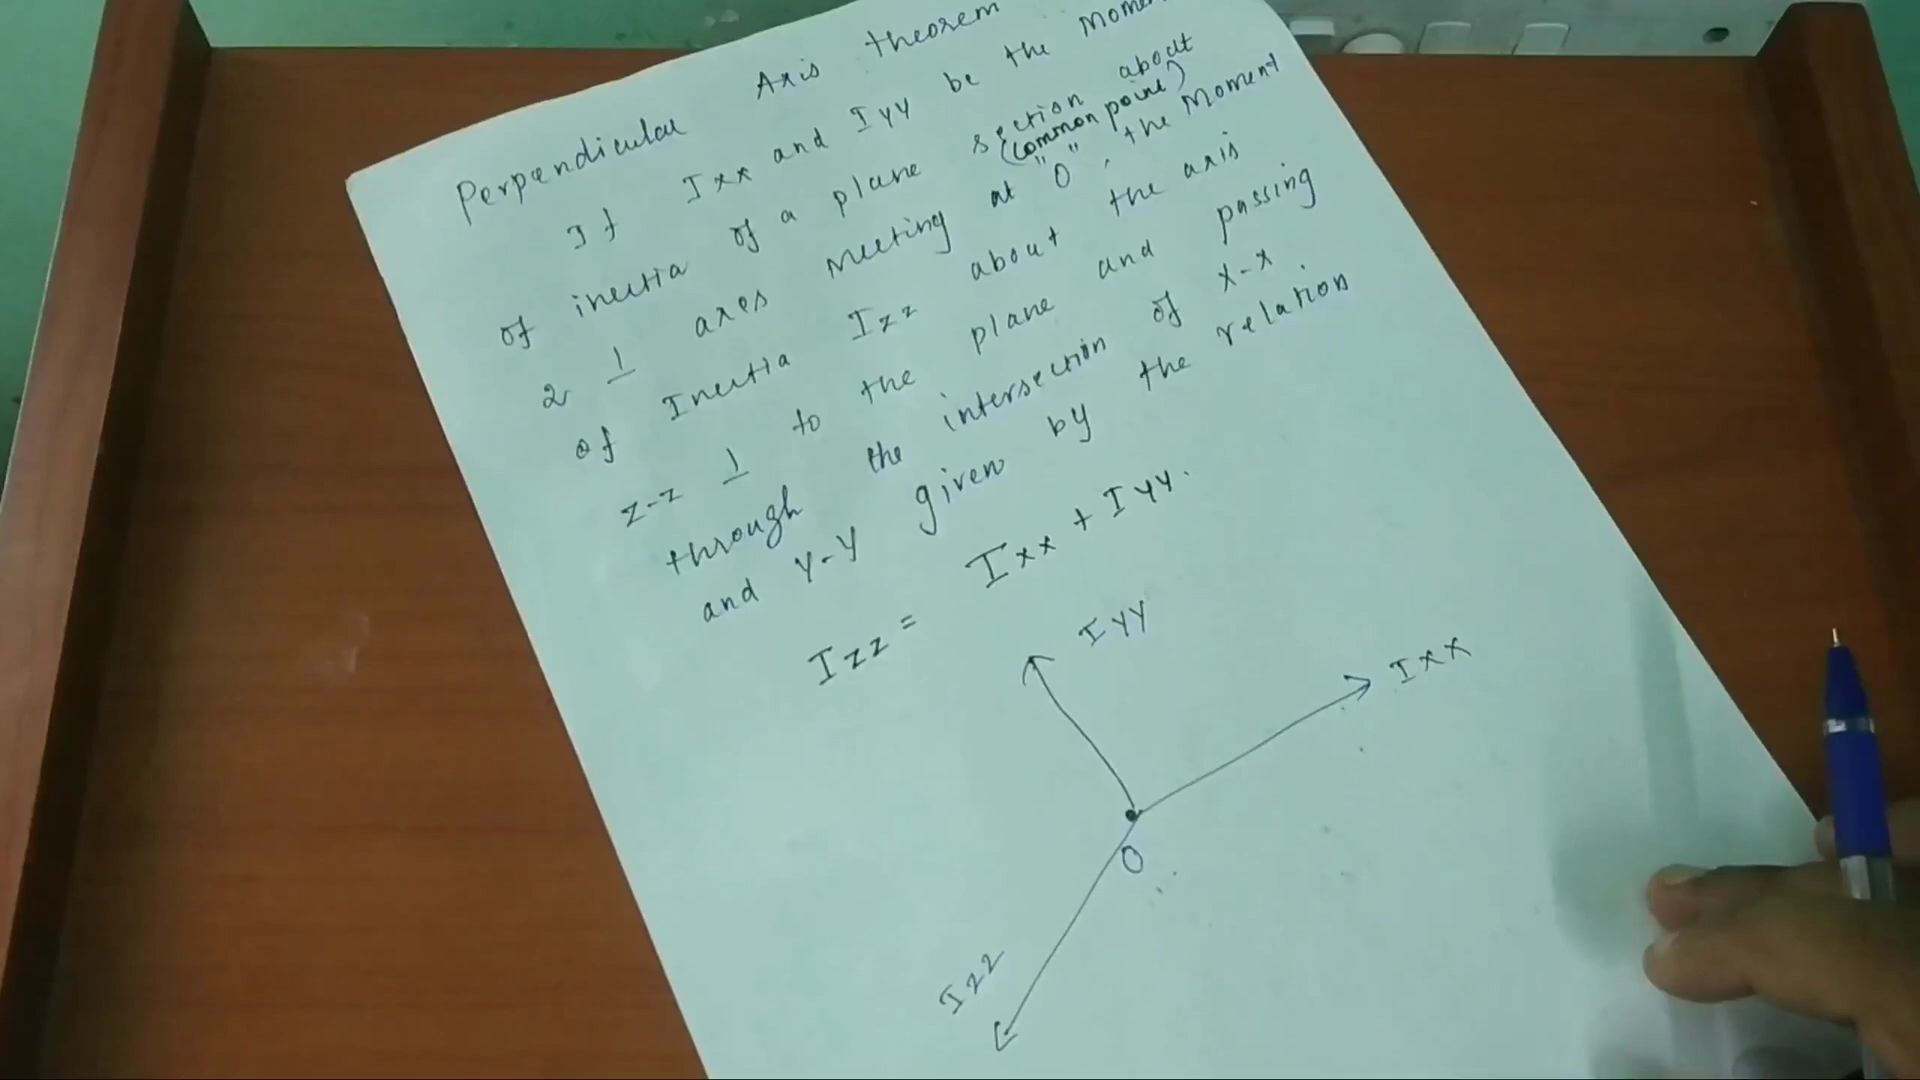 Perpendicular Axis theorem
If Ixx and Iyy be the
of inertia of a plane section about
(common point)
2 ⊥ axes Meeting at "O", the Moment
of Inertia Izz about the axis
z-z ⊥ to the plane and passing
through the intersection of x-x
and Y-Y given by the relation
Izz = Ixx + Iyy.
IYY
IXX
O
Izz